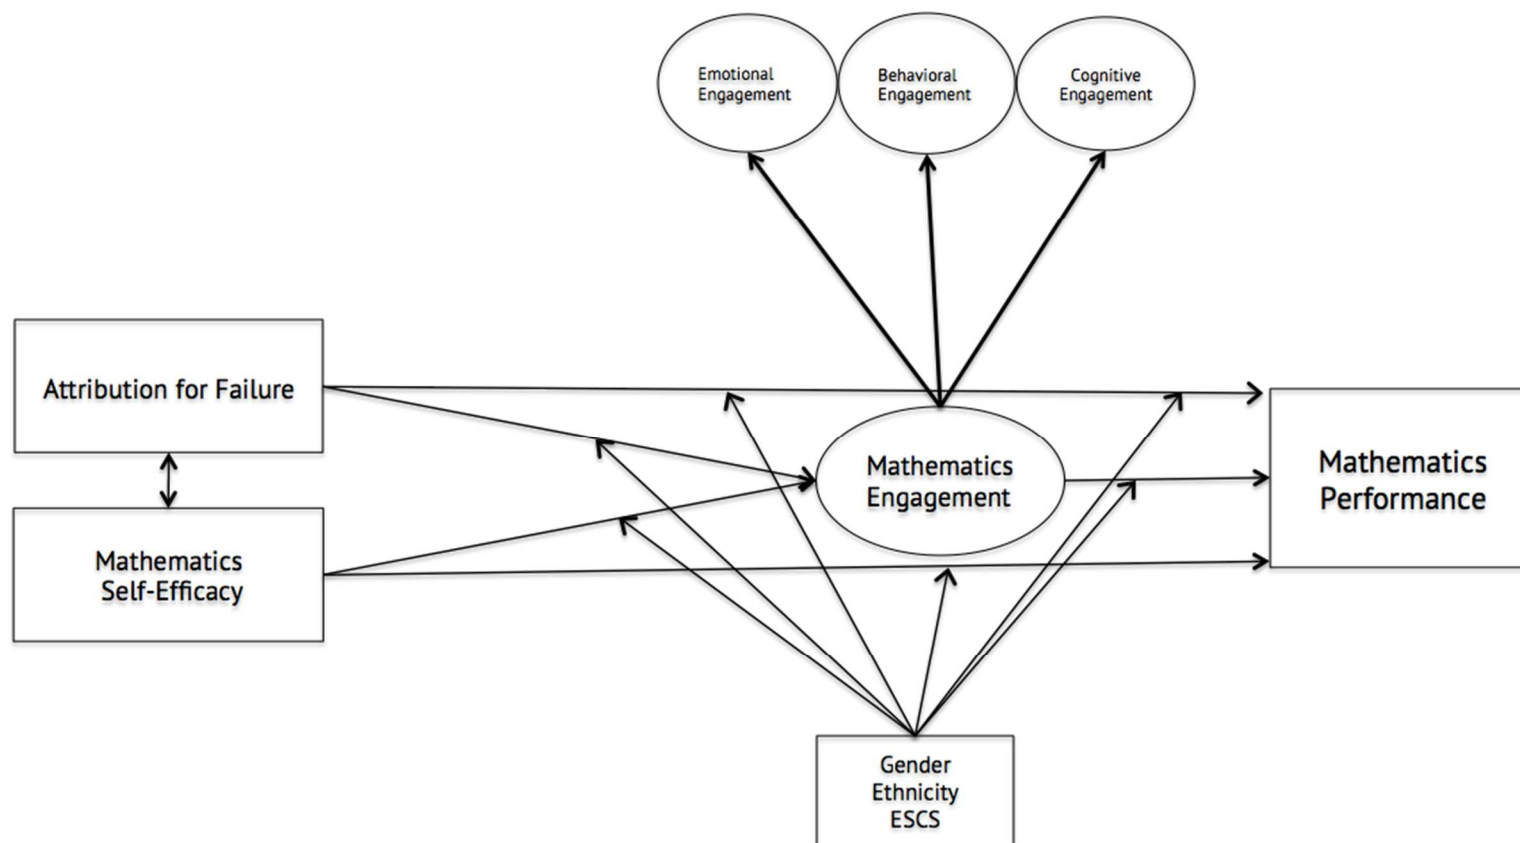 Emotional
Engagement
Behavioral
Engagement
Cognitive
Engagement
Attribution for Failure
Mathematics
Engagement
Mathematics
Performance
Mathematics
Self-Efficacy
Gender
Ethnicity
ESCS